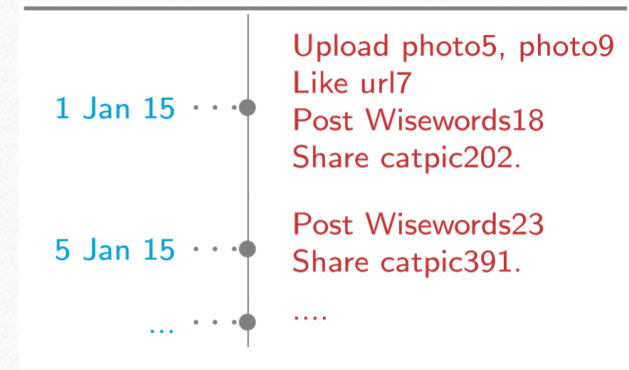 Upload photo5, photo9
Like url7
1 Jan 15
Post Wisewords18
Share catpic202.
Post Wisewords23
5 Jan 15
Share catpic391.
...
....